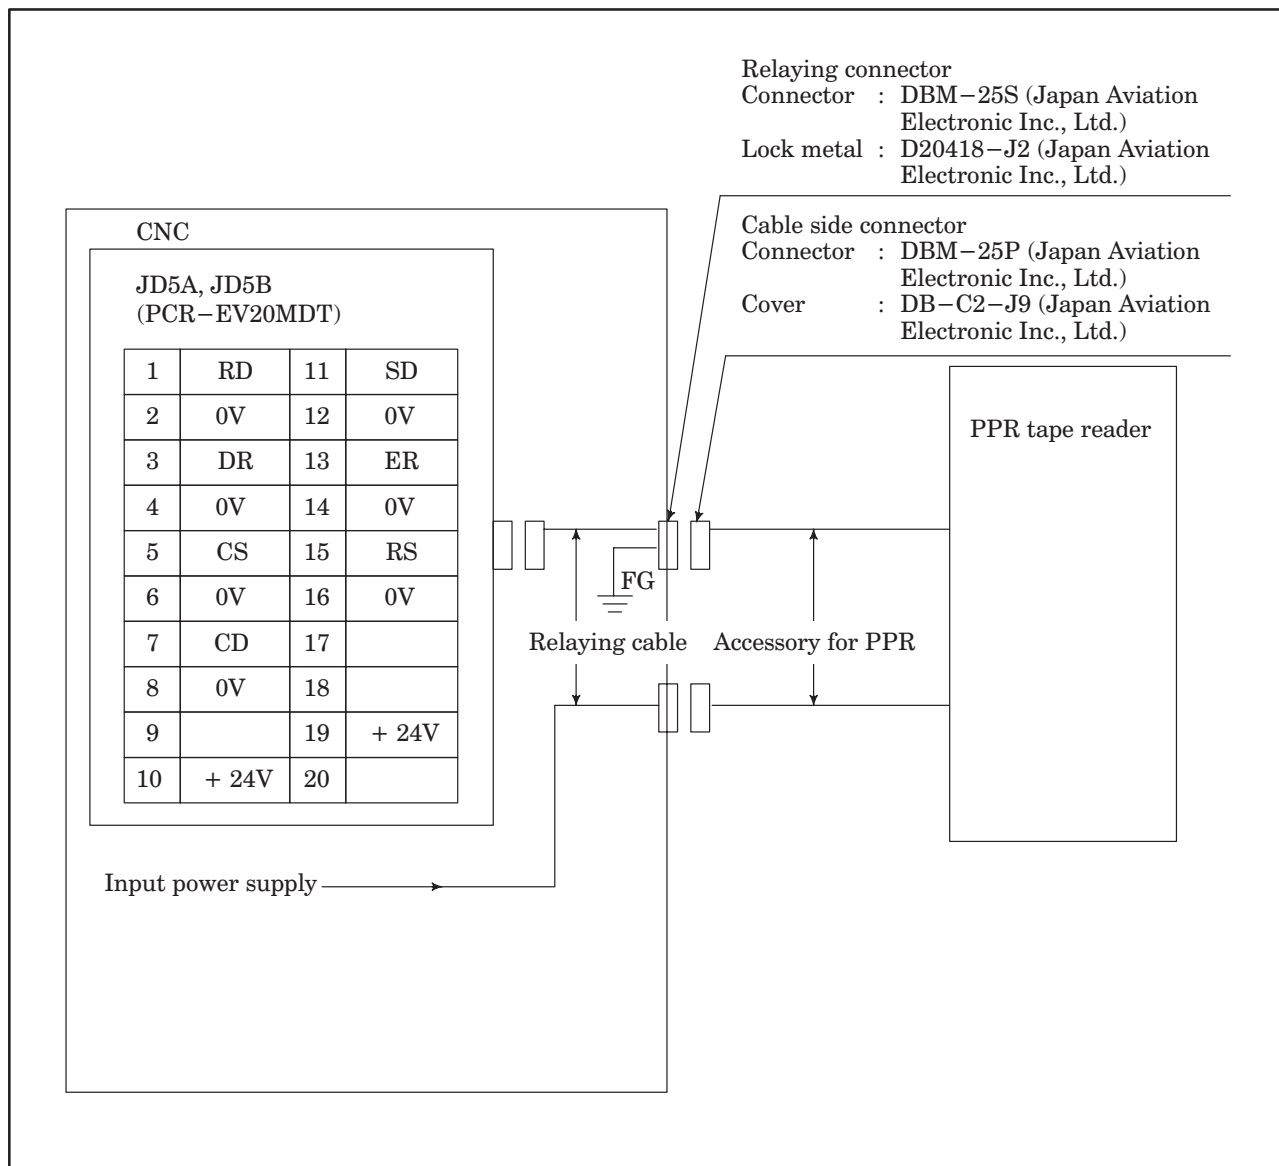 Relaying connector
Connector : DBM−25S (Japan Aviation
Electronic Inc., Ltd.)
Lock metal : D20418−J2 (Japan Aviation
Electronic Inc., Ltd.)
Cable side connector
Connector : DBM−25P (Japan Aviation
Electronic Inc., Ltd.)
Cover : DB−C2−J9 (Japan Aviation
Electronic Inc., Ltd.)
CNC
JD5A, JD5B
(PCR−EV20MDT)
1 RD 11 SD
2 0V 12 0V
3 DR 13 ER
4 0V 14 0V
5 CS 15 RS
6 0V 16 0V
7 CD 17
8 0V 18
9 19 + 24V
10 + 24V 20
PPR tape reader
FG
Relaying cable
Accessory for PPR
Input power supply